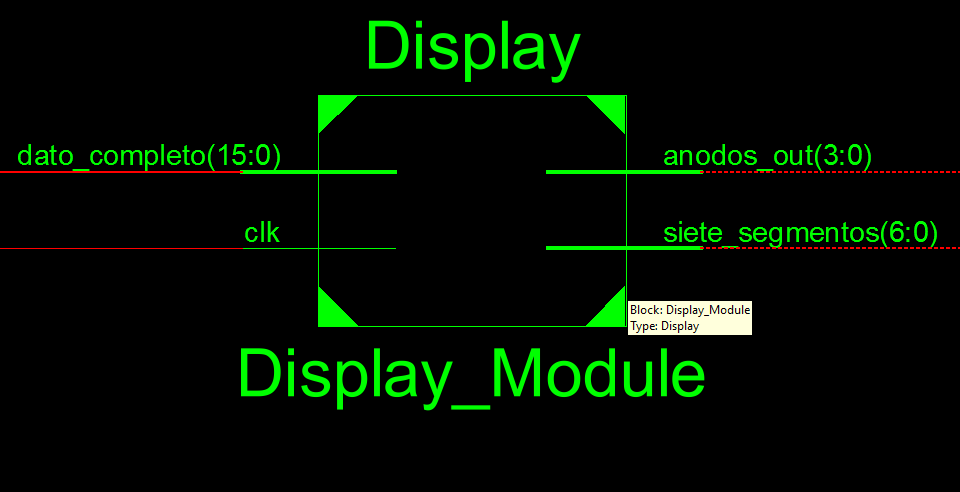 Display
dato_completo(15:0)
anodos_out(3:0)
clk
siete_segmentos(6:0)
Block: Display_Module
Type: Display
Display_Module